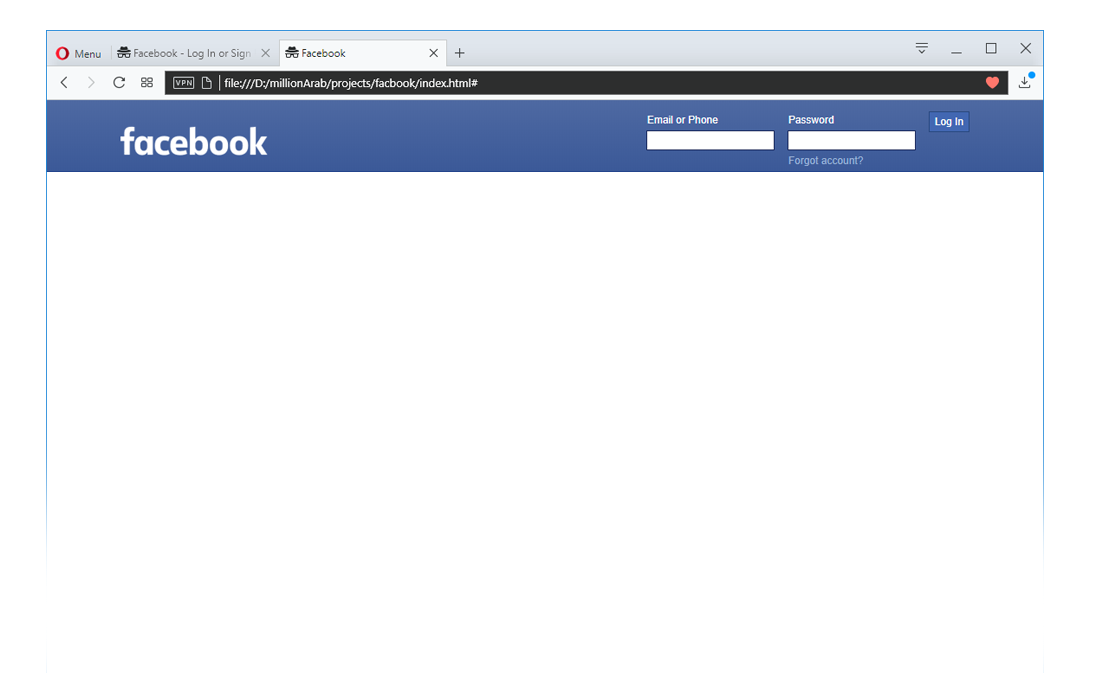 Menu
Facebook - Log In or Sign
Facebook
VPN
file:///D:/millionArab/projects/facbook/index.html#
facebook
Email or Phone
Password
Log In
Forgot account?